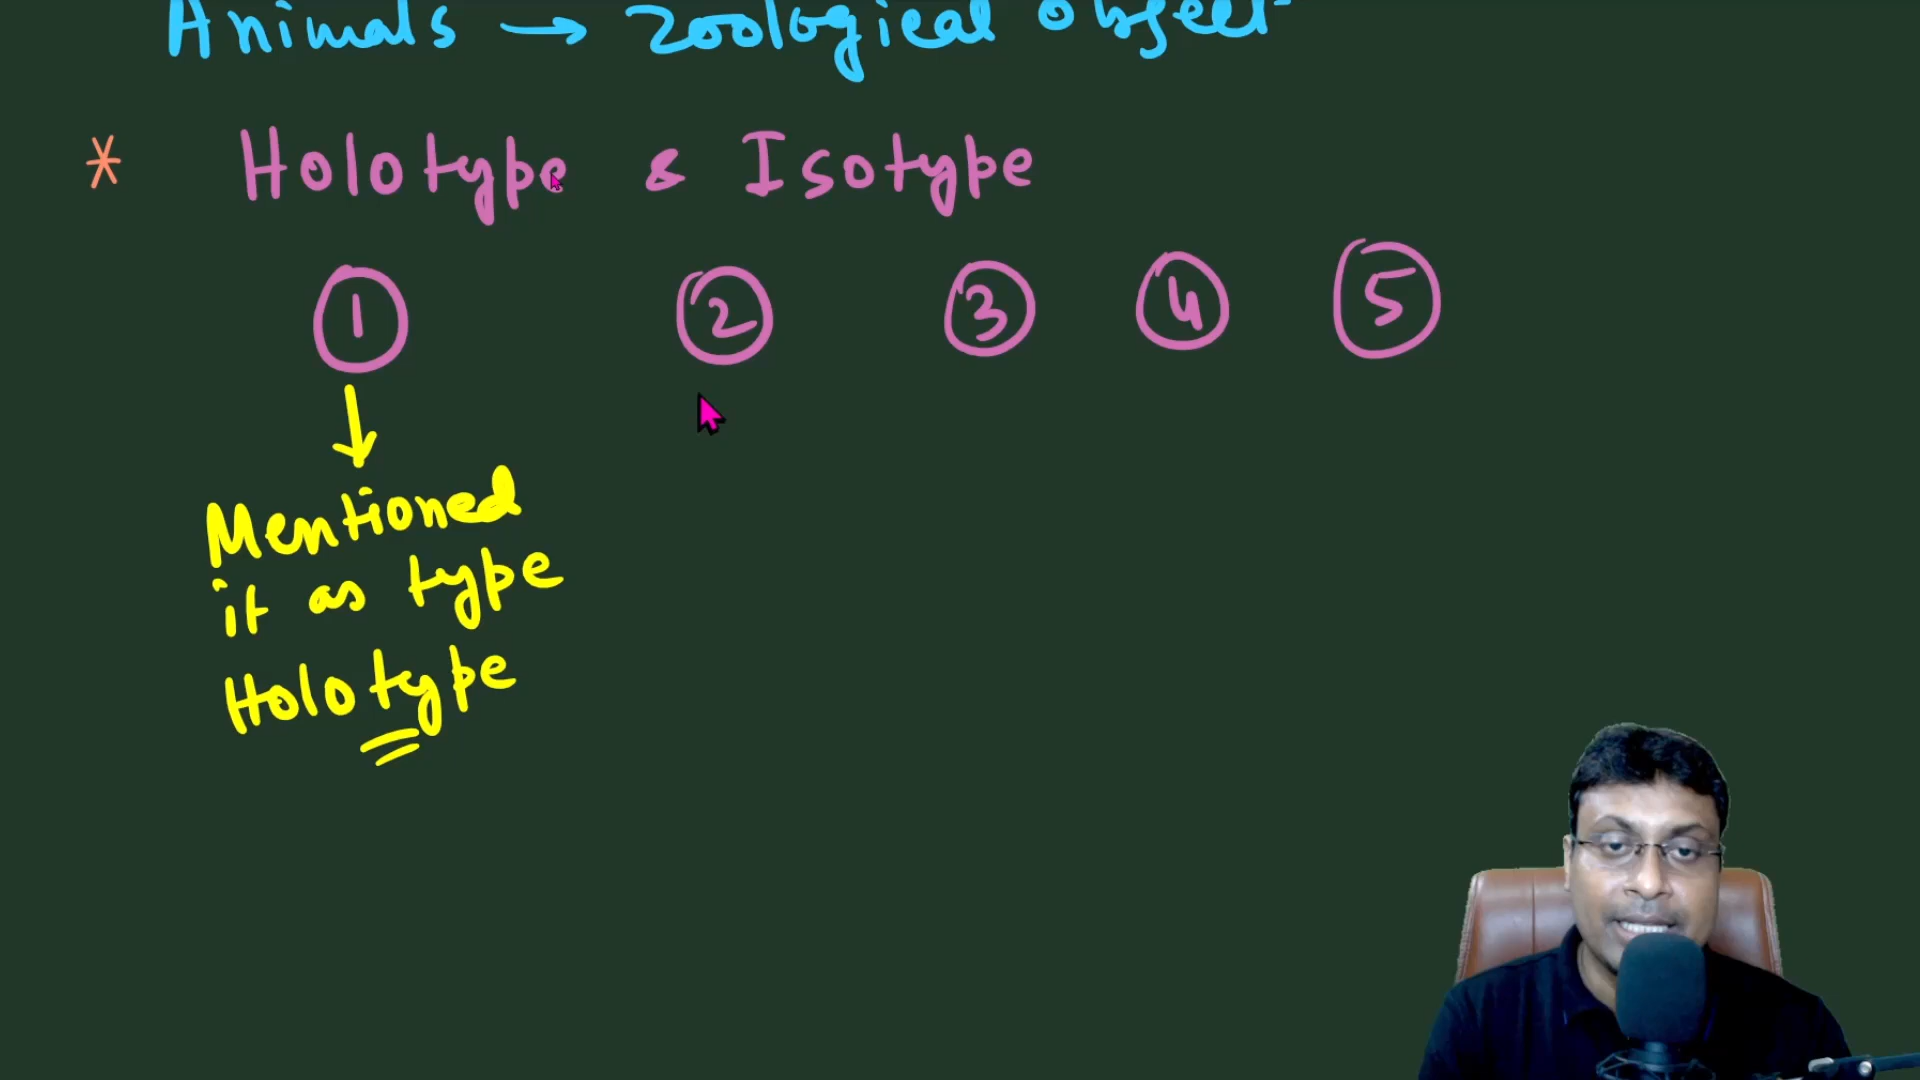 Animals → Zoological Object
* Holotype & Isotype
1 2 3 4 5
↓
Mentioned
it as type
Holotype